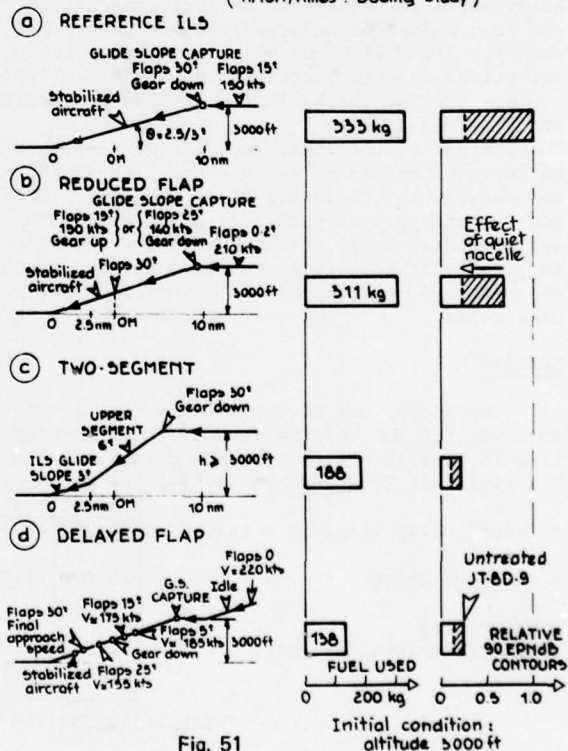 (NASA/Ames : Boeing Study)
a REFERENCE ILS
GLIDE SLOPE CAPTURE
Flaps 30°
Gear down
Flaps 15°
150 kts
Stabilized
aircraft
θ=2.5/3°
3000 ft
0 OM 10 nm
333 kg
b REDUCED FLAP
GLIDE SLOPE CAPTURE
Flaps 15°
150 kts
Gear up
or
Flaps 25°
140 kts
Gear down
Flaps 0-2°
210 kts
Stabilized
aircraft
Flaps 30°
3000 ft
0 2.5 nm OM 10 nm
311 kg
Effect
of quiet
nacelle
c TWO-SEGMENT
Flaps 30°
Gear down
UPPER
SEGMENT
6°
ILS GLIDE
SLOPE 3°
h ≥ 3000 ft
0 2.5 nm OM 10 nm
188
d DELAYED FLAP
Flaps 0
V=220 kts
Idle
G.S.
CAPTURE
Flaps 15°
V≈175 kts
Flaps 5°
V≈185 kts
Gear down
Flaps 30°
Final
approach
speed
Stabilized
aircraft
Flaps 25°
V=155 kts
3000 ft
138
Untreated
JT-8D-9
FUEL USED
0 200 kg
RELATIVE
90 EPNdB
CONTOURS
0 0.5 1.0
Initial condition :
altitude 3000 ft
Fig. 51